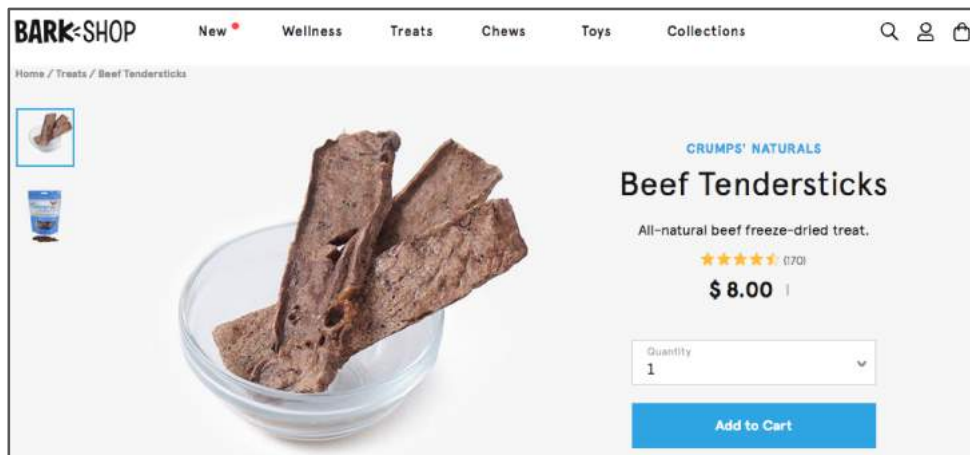 BARK SHOP
New Wellness Treats Chews Toys Collections
Home / Treats / Beef Tendersticks
CRUMPS' NATURALS
Beef Tendersticks
All-natural beef freeze-dried treat.
(170)
$ 8.00
Quantity
1
Add to Cart